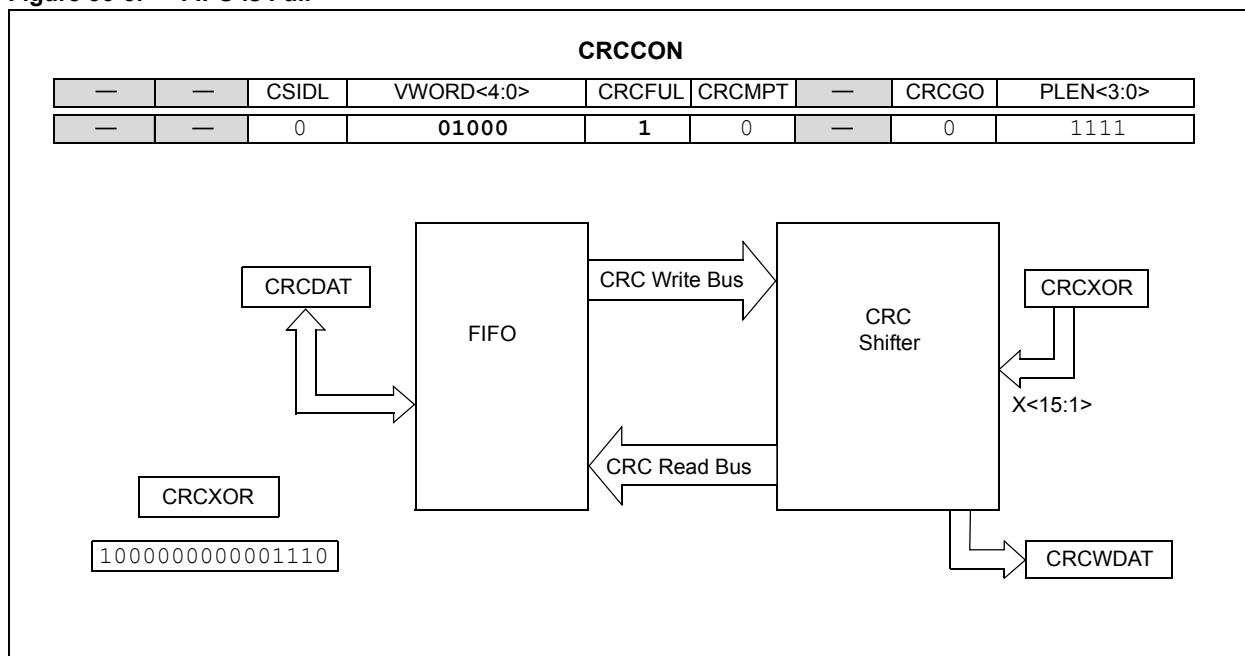 CRCCON
— — CSIDL VWORD<4:0> CRCFUL CRCMPT — CRCGO PLEN<3:0>
— — 0 01000 1 0 — 0 1111
CRCDAT
FIFO
CRC Write Bus
CRC
Shifter
CRCXOR
X<15:1>
CRC Read Bus
CRCXOR
1000000000001110
CRCWDAT